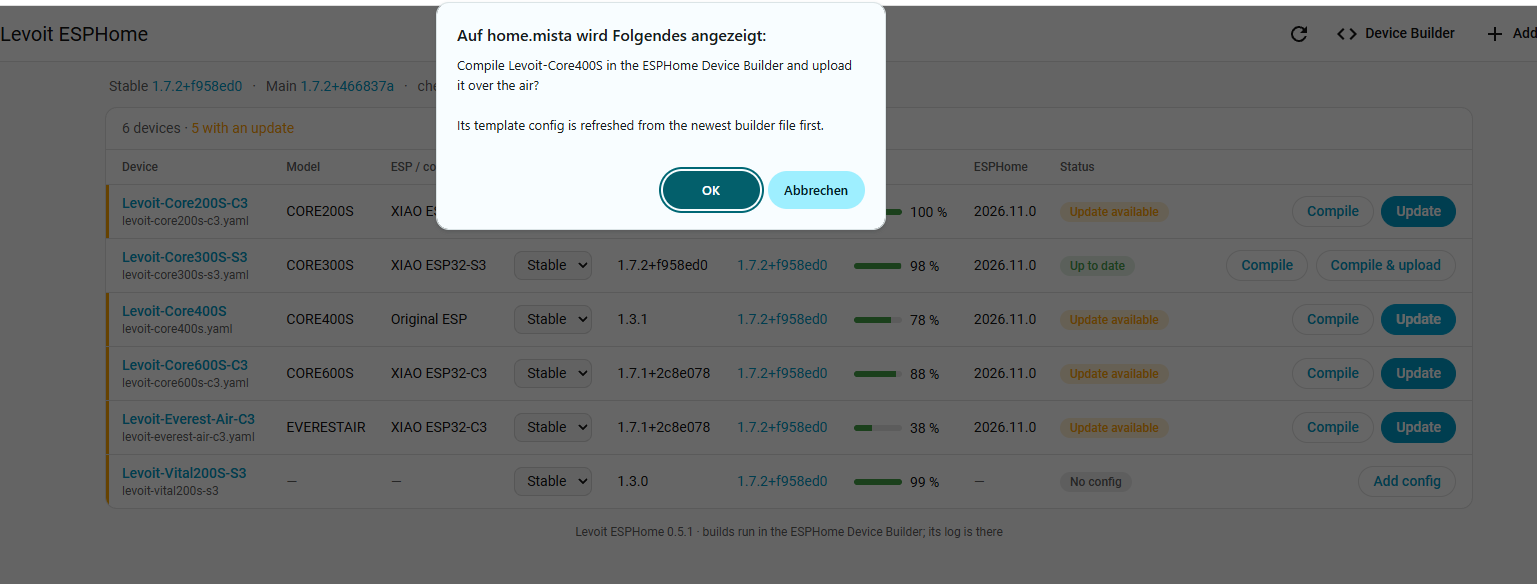 Levoit ESPHome
Device Builder
Add
Auf home.mista wird Folgendes angezeigt:
Compile Levoit-Core400S in the ESPHome Device Builder and upload
it over the air?
Its template config is refreshed from the newest builder file first.
OK Abbrechen
Stable 1.7.2+f958ed0 · Main 1.7.2+466837a ·
6 devices · 5 with an update
Device Model ESP / ESPHome Status
Levoit-Core200S-C3
levoit-core200s-c3.yaml
CORE200S XIAO 100 % 2026.11.0 Update available Compile Update
Levoit-Core300S-S3
levoit-core300s-s3.yaml
CORE300S XIAO ESP32-S3 Stable 1.7.2+f958ed0 1.7.2+f958ed0 98 % 2026.11.0 Up to date Compile Compile & upload
Levoit-Core400S
levoit-core400s.yaml
CORE400S Original ESP Stable 1.3.1 1.7.2+f958ed0 78 % 2026.11.0 Update available Compile Update
Levoit-Core600S-C3
levoit-core600s-c3.yaml
CORE600S XIAO ESP32-C3 Stable 1.7.1+2c8e078 1.7.2+f958ed0 88 % 2026.11.0 Update available Compile Update
Levoit-Everest-Air-C3
levoit-everest-air-c3.yaml
EVERESTAIR XIAO ESP32-C3 Stable 1.7.1+2c8e078 1.7.2+f958ed0 38 % 2026.11.0 Update available Compile Update
Levoit-Vital200S-S3
levoit-vital200s-s3
— — Stable 1.3.0 1.7.2+f958ed0 99 % — No config Add config
Levoit ESPHome 0.5.1 · builds run in the ESPHome Device Builder; its log is there